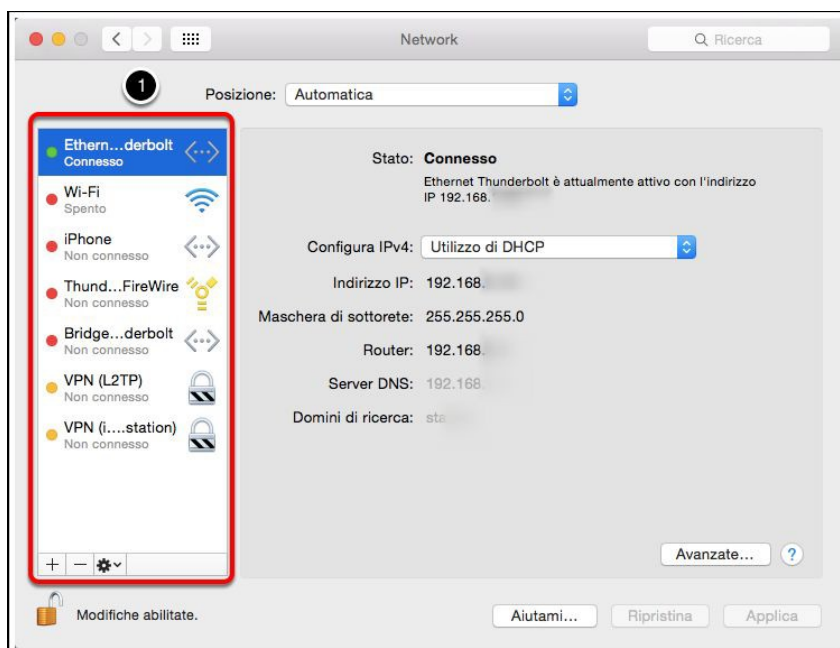 Network
Ricerca
1
Posizione: Automatica
Ethern...derbolt
Connesso
Wi-Fi
Spento
iPhone
Non connesso
Thund...FireWire
Non connesso
Bridge...derbolt
Non connesso
VPN (L2TP)
Non connesso
VPN (i....station)
Non connesso
Stato: Connesso
Ethernet Thunderbolt è attualmente attivo con l'indirizzo
IP 192.168.
Configura IPv4: Utilizzo di DHCP
Indirizzo IP: 192.168.
Maschera di sottorete: 255.255.255.0
Router: 192.168.
Server DNS: 192.168.
Domini di ricerca:
Avanzate... ?
Modifiche abilitate.
Aiutami... Ripristina Applica